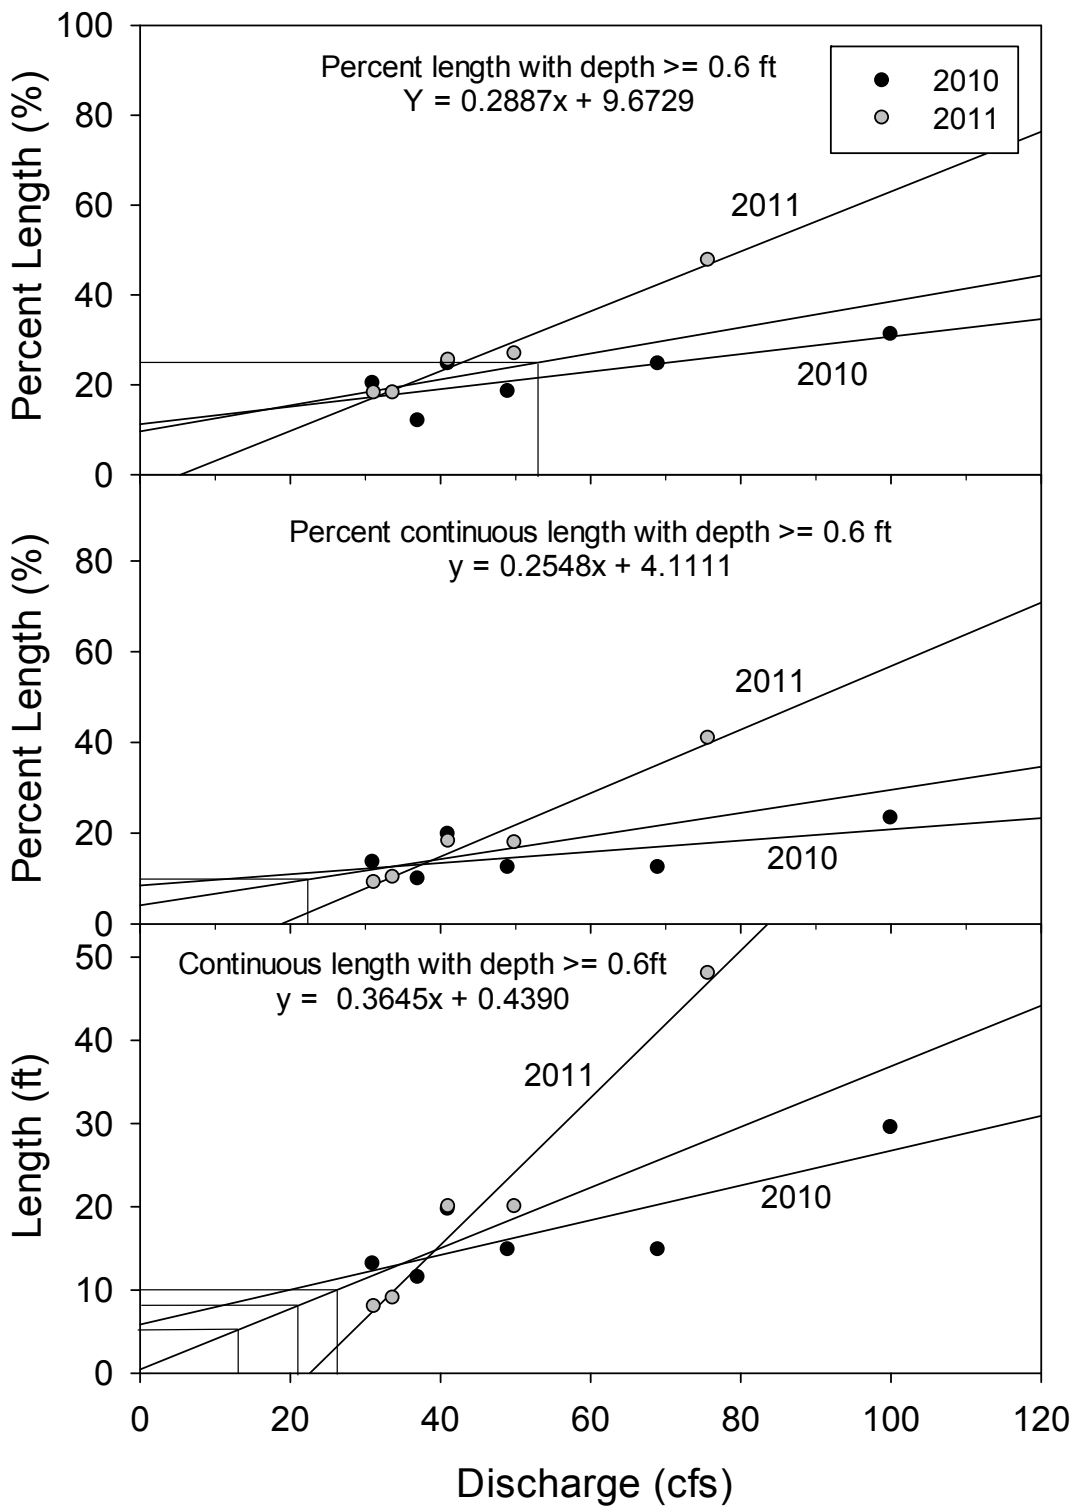 100
80
60
40
20
0
Percent Length (%)
Percent length with depth >= 0.6 ft
Y = 0.2887x + 9.6729
2010
2011
2011
2010
80
60
40
20
0
Percent Length (%)
Percent continuous length with depth >= 0.6 ft
y = 0.2548x + 4.1111
2011
2010
50
40
30
20
10
0
Length (ft)
Continuous length with depth >= 0.6ft
y =  0.3645x + 0.4390
2011
2010
0 20 40 60 80 100 120
Discharge (cfs)